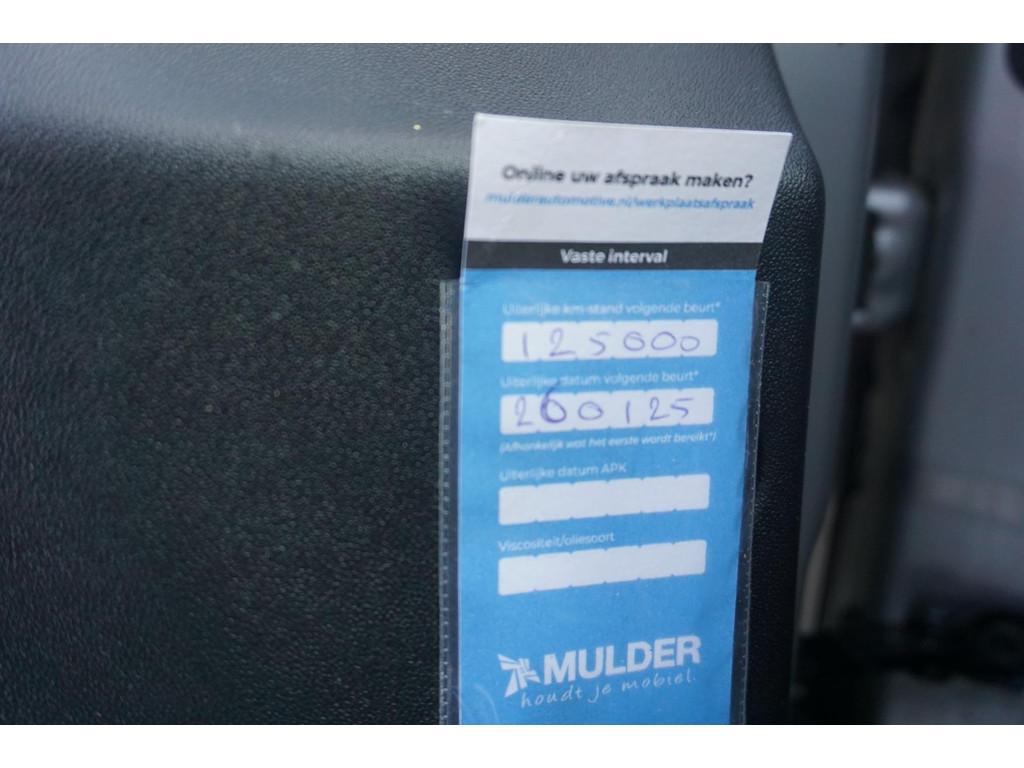 Online uw afspraak maken?
mulderautomotive.nl/werkplaatsafspraak
Vaste interval
Uiterlijke km-stand volgende beurt*
125000
Uiterlijke datum volgende beurt*
260125
(Afhankelijk wat het eerste wordt bereikt*)
Uiterlijke datum APK
Viscositeit/oliesoort
MULDER
houdt je mobiel.